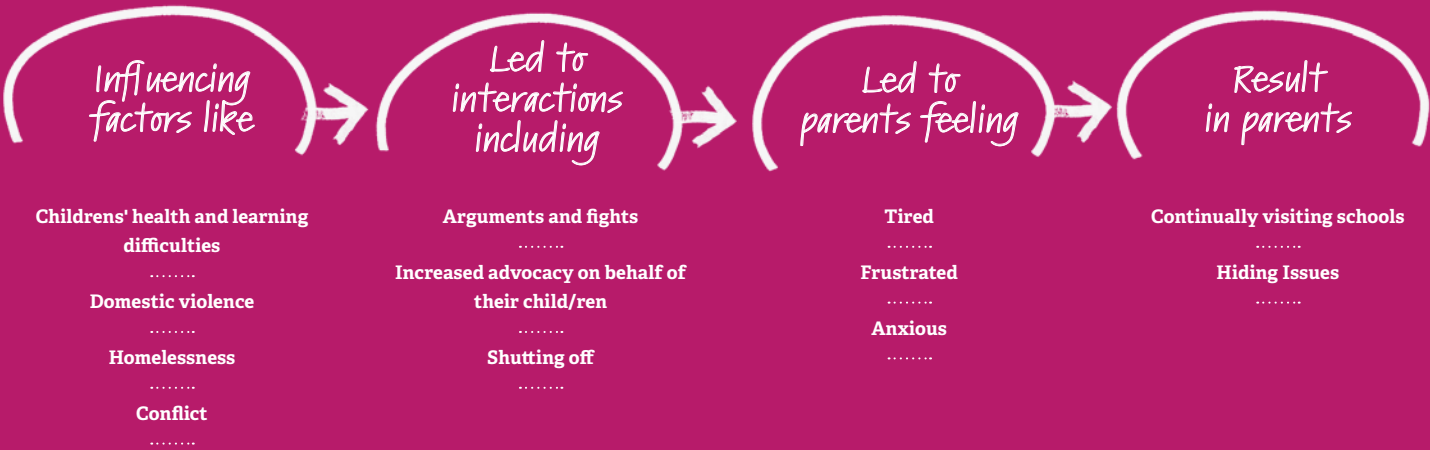 Influencing
factors like
Led to
interactions
including
Led to
parents feeling
Result
in parents
Childrens' health and learning
difficulties
........
Domestic violence
........
Homelessness
........
Conflict
........
Arguments and fights
........
Increased advocacy on behalf of
their child/ren
........
Shutting off
........
Tired
........
Frustrated
........
Anxious
........
Continually visiting schools
........
Hiding Issues
........